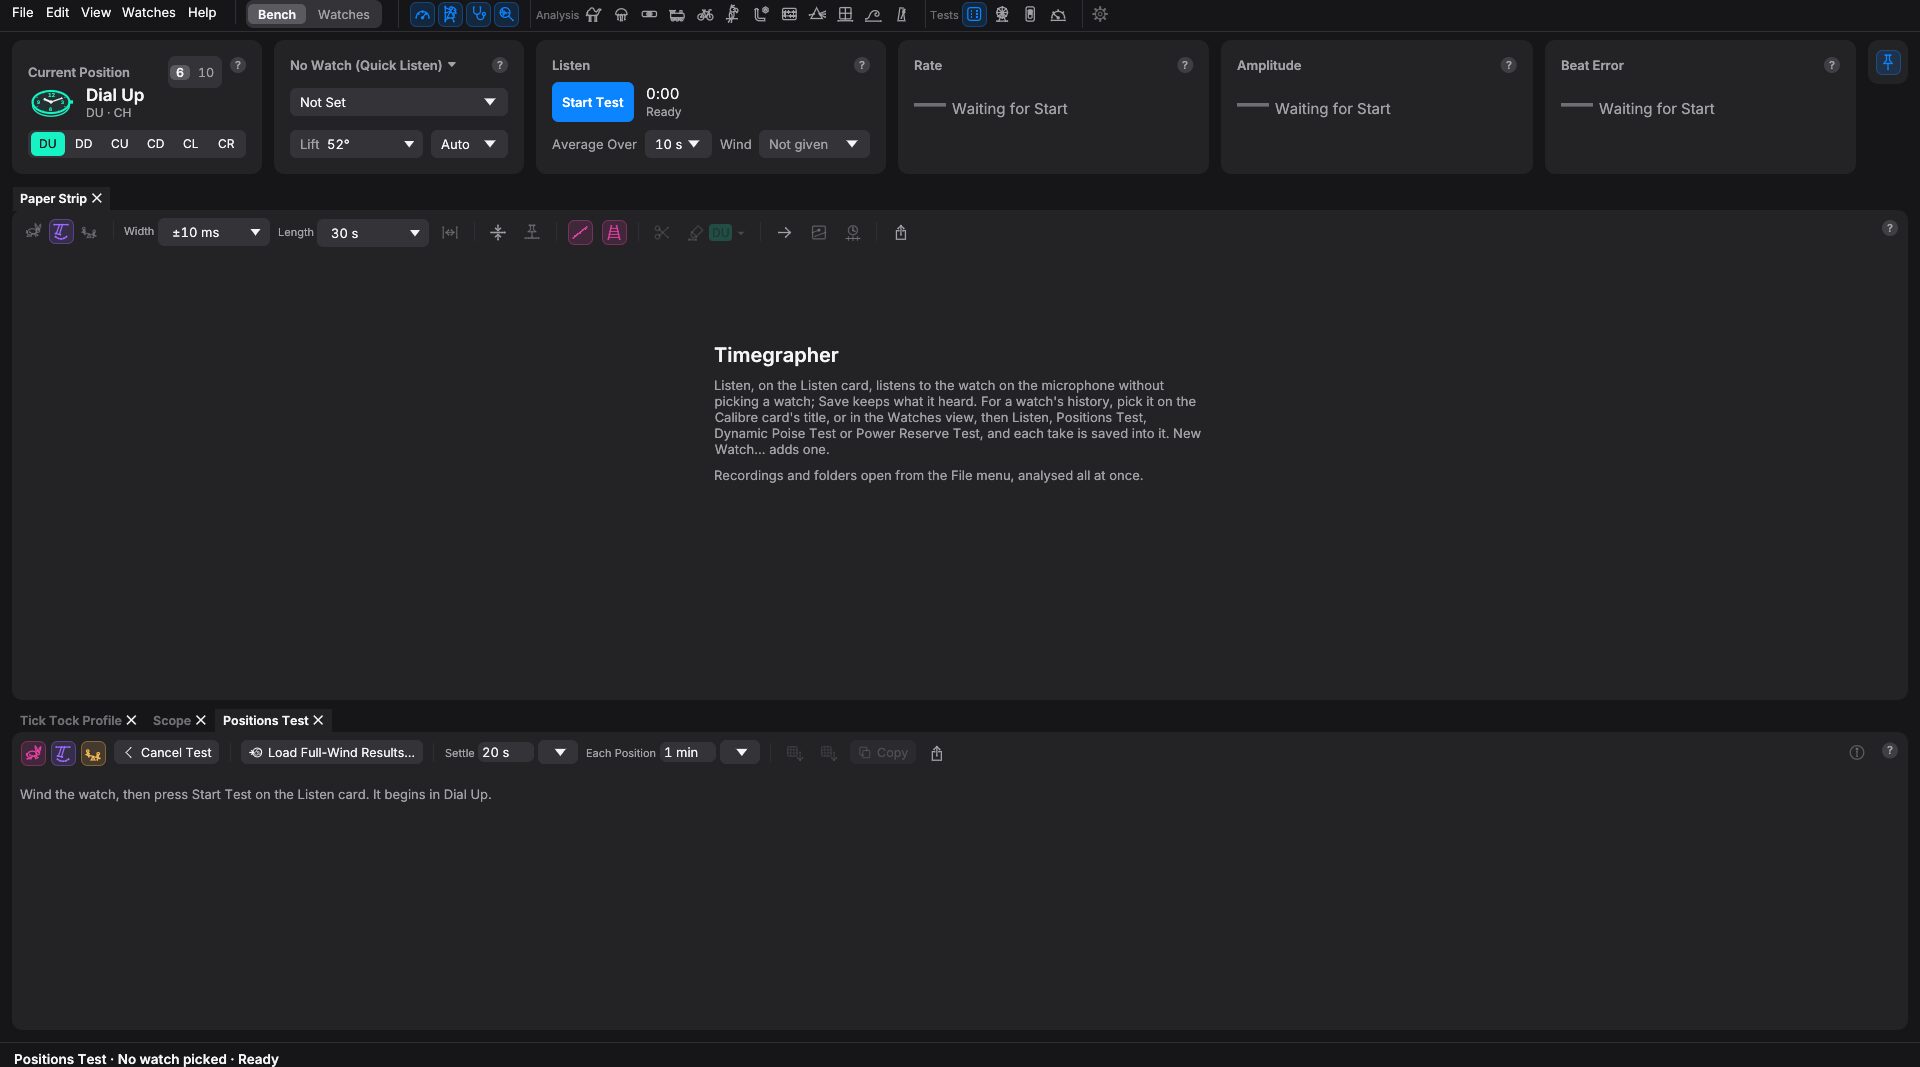 File Edit View Watches Help Bench Watches Analysis Tests
Current Position 6 10 ?
Dial Up
DU · CH
DU DD CU CD CL CR
No Watch (Quick Listen) ?
Not Set
Lift 52° Auto
Listen ?
Start Test 0:00
Ready
Average Over 10 s Wind Not given
Rate ?
Waiting for Start
Amplitude ?
Waiting for Start
Beat Error ?
Waiting for Start
Paper Strip
Width ±10 ms Length 30 s DU ?
Timegrapher
Listen, on the Listen card, listens to the watch on the microphone without
picking a watch; Save keeps what it heard. For a watch's history, pick it on the
Calibre card's title, or in the Watches view, then Listen, Positions Test,
Dynamic Poise Test or Power Reserve Test, and each take is saved into it. New
Watch... adds one.
Recordings and folders open from the File menu, analysed all at once.
Tick Tock Profile Scope Positions Test
Cancel Test Load Full-Wind Results... Settle 20 s Each Position 1 min Copy ?
Wind the watch, then press Start Test on the Listen card. It begins in Dial Up.
Positions Test · No watch picked · Ready